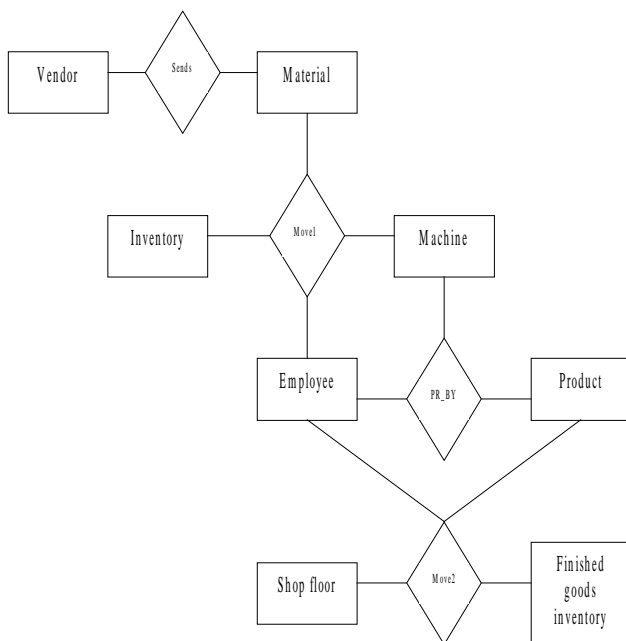 Vendor
Sends
Material
Inventory
Move1
Machine
Employee
PR_BY
Product
Shop floor
Move2
Finished
goods
inventory